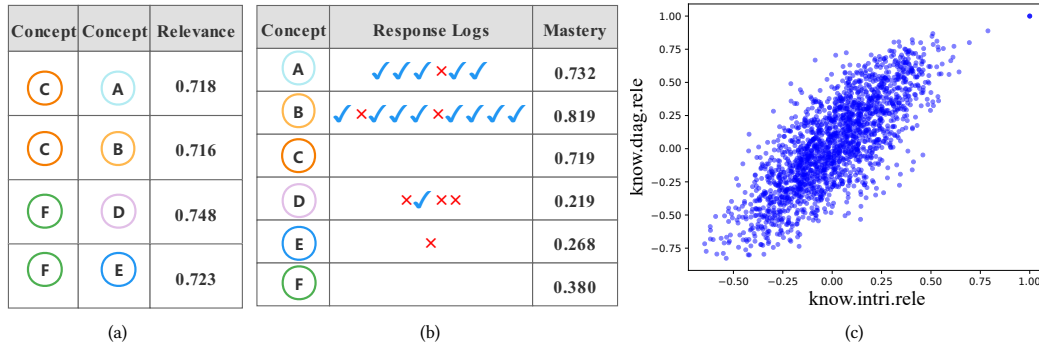 Concept Concept Relevance
C A 0.718
C B 0.716
F D 0.748
F E 0.723
(a)
Concept Response Logs Mastery
A ✓✓✓×✓✓ 0.732
B ✓×✓✓✓×✓✓✓✓ 0.819
C 0.719
D ×✓×× 0.219
E × 0.268
F 0.380
(b)
know.diag.rele
1.00
0.75
0.50
0.25
0.00
−0.25
−0.50
−0.75
−0.50 −0.25 0.00 0.25 0.50 0.75 1.00
know.intri.rele
(c)